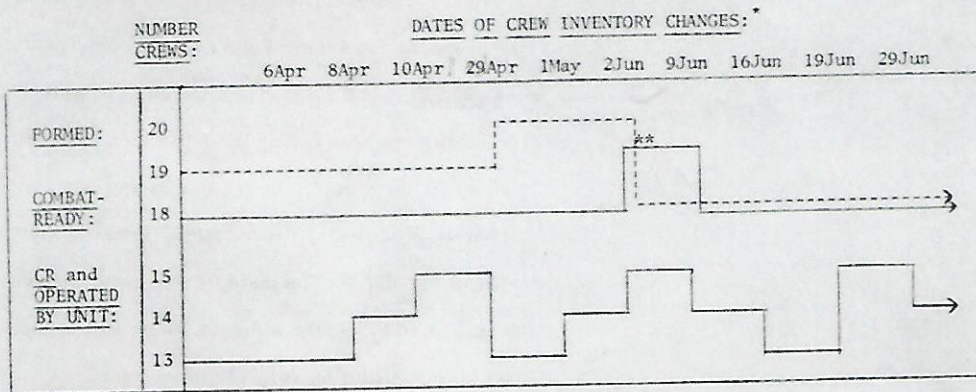 NUMBER CREWS:
DATES OF CREW INVENTORY CHANGES:*
6Apr 8Apr 10Apr 29Apr 1May 2Jun 9Jun 16Jun 19Jun 29Jun
FORMED:
20
**
19
COMBAT-
READY:
18
CR and
OPERATED
BY UNIT:
15
14
13